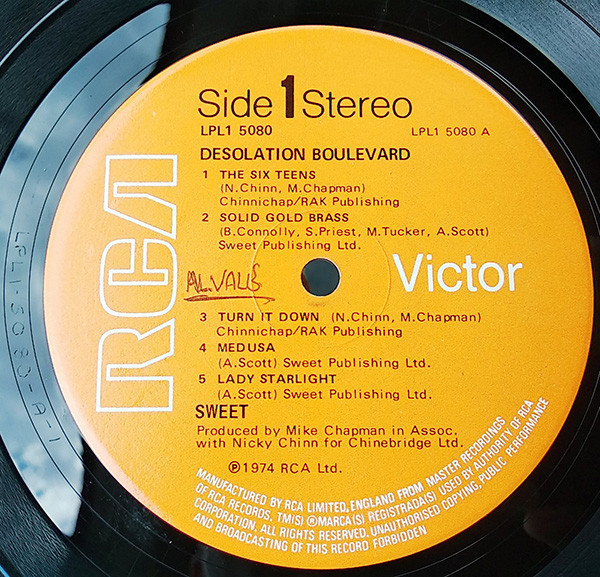 Side 1 Stereo
LPL1 5080 LPL1 5080 A
DESOLATION BOULEVARD
1 THE SIX TEENS
(N.Chinn, M.Chapman)
Chinnichap/RAK Publishing
2 SOLID GOLD BRASS
(B.Connolly, S.Priest, M.Tucker, A.Scott)
Sweet Publishing Ltd.
RCA
Victor
3 TURN IT DOWN (N.Chinn, M.Chapman)
Chinnichap/RAK Publishing
4 MEDUSA
(A.Scott) Sweet Publishing Ltd.
5 LADY STARLIGHT
(A.Scott) Sweet Publishing Ltd.
SWEET
Produced by Mike Chapman in Assoc.
with Nicky Chinn for Chinebridge Ltd.
℗1974 RCA Ltd.
MANUFACTURED BY RCA LIMITED, ENGLAND FROM MASTER RECORDINGS
OF RCA RECORDS, TM(S) ® MARCA(S) REGISTRADA(S) USED BY AUTHORITY OF RCA
CORPORATION, ALL RIGHTS RESERVED. UNAUTHORISED COPYING, PUBLIC PERFORMANCE
AND BROADCASTING OF THIS RECORD FORBIDDEN
LPL1-5080-A-1